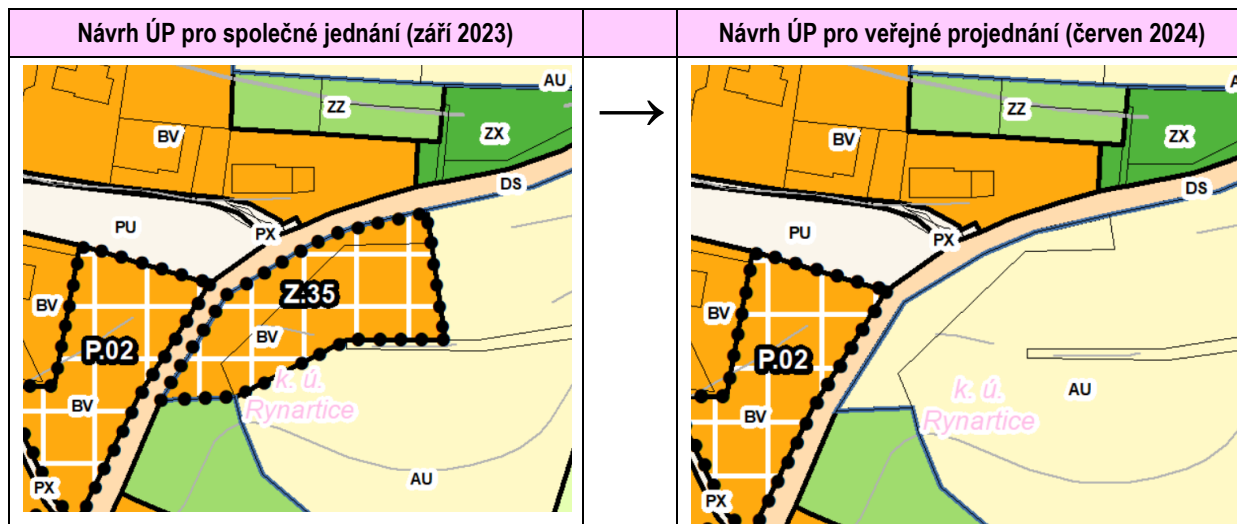 Návrh ÚP pro společné jednání (září 2023)
Návrh ÚP pro veřejné projednání (červen 2024)
→
AU
ZZ
BV
ZX
DS
PU
PX
Z.35
BV
P.02
BV
k. ú.
Rynartice
BV
AU
PX
A
ZZ
BV
ZX
DS
PU
PX
BV
P.02
k. ú.
Rynartice
AU
BV
PX